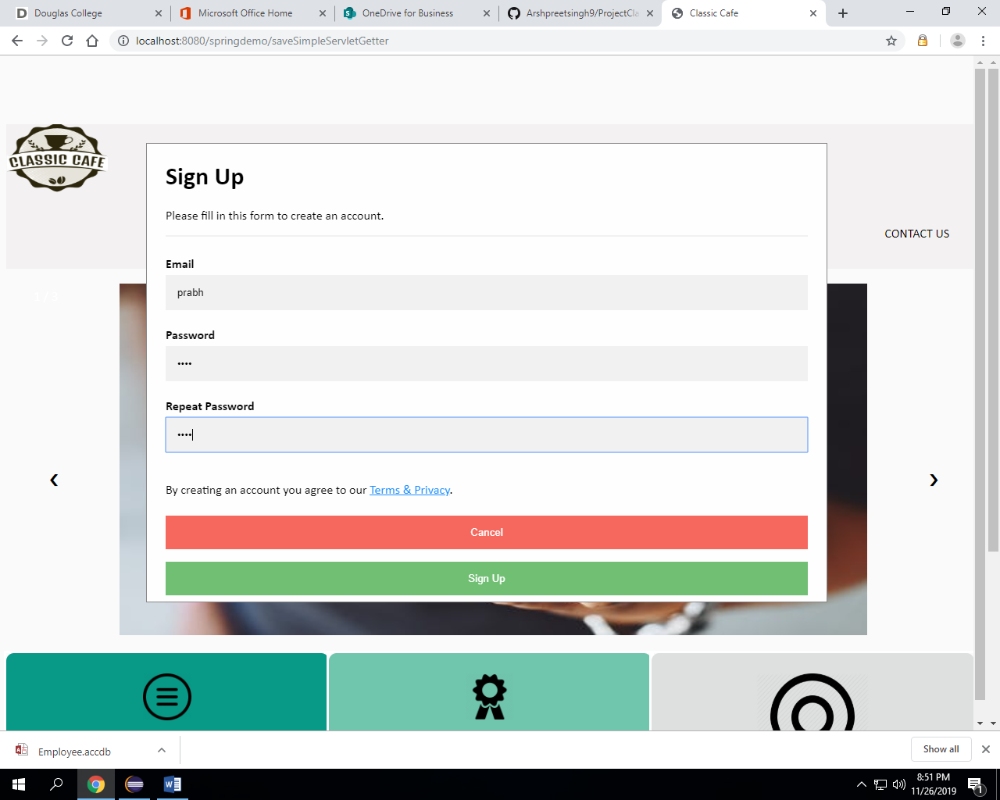 Douglas College
Microsoft Office Home
OneDrive for Business
Arshpreetsingh9/ProjectCla
Classic Cafe
localhost:8080/springdemo/saveSimpleServletGetter
CLASSIC CAFE
CONTACT US
1 / 3
Sign Up
Please fill in this form to create an account.
Email
prabh
Password
••••
Repeat Password
••••
By creating an account you agree to our Terms & Privacy.
Cancel
Sign Up
Employee.accdb
Show all
8:51 PM
11/26/2019
1